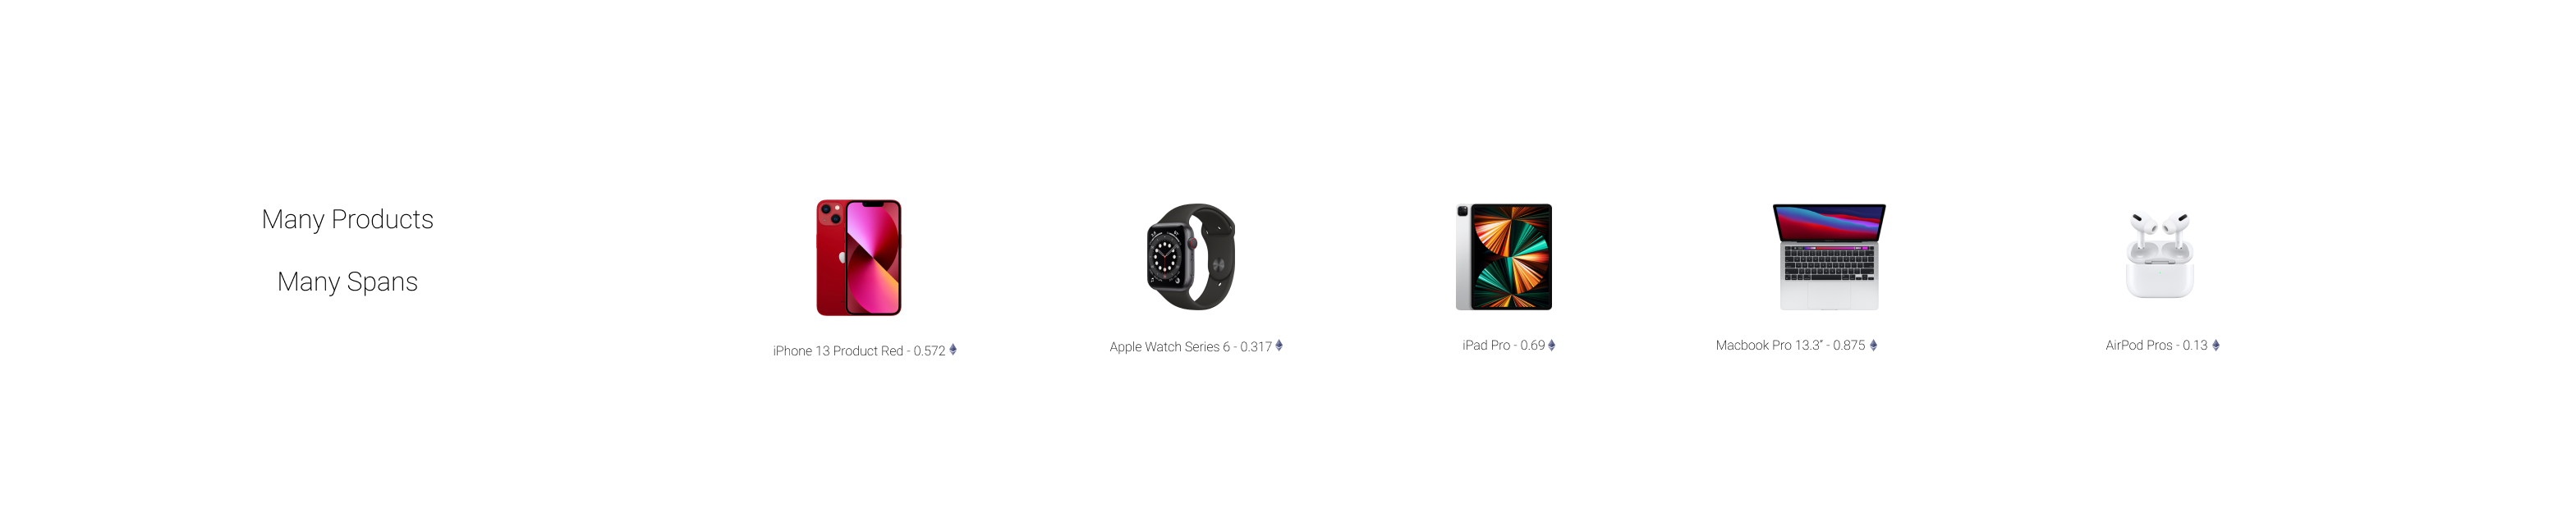 Many Products
Many Spans
iPhone 13 Product Red - 0.572
Apple Watch Series 6 - 0.317
iPad Pro - 0.69
Macbook Pro 13.3” - 0.875
AirPod Pros - 0.13